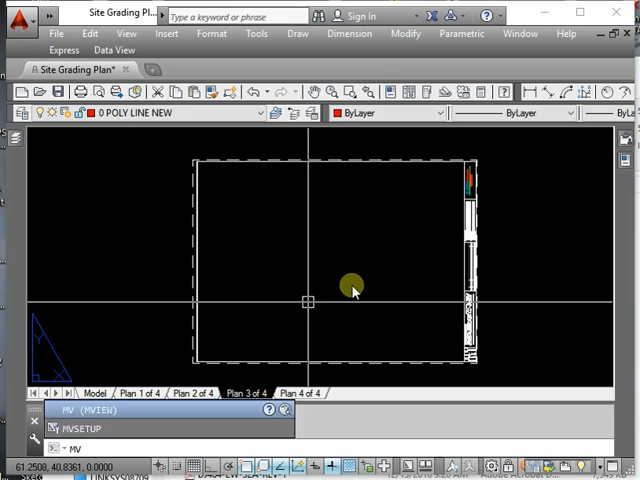 Site Grading Pl...
Type a keyword or phrase
Sign In
File Edit View Insert Format Tools Draw Dimension Modify Parametric Window Help
Express Data View
Site Grading Plan*
0 POLY LINE NEW
ByLayer
ByLayer
ByLay
Y
X
Model Plan 1 of 4 Plan 2 of 4 Plan 3 of 4 Plan 4 of 4
MV (MVIEW)
MVSETUP
MV
61.2508, 40.8361, 0.0000